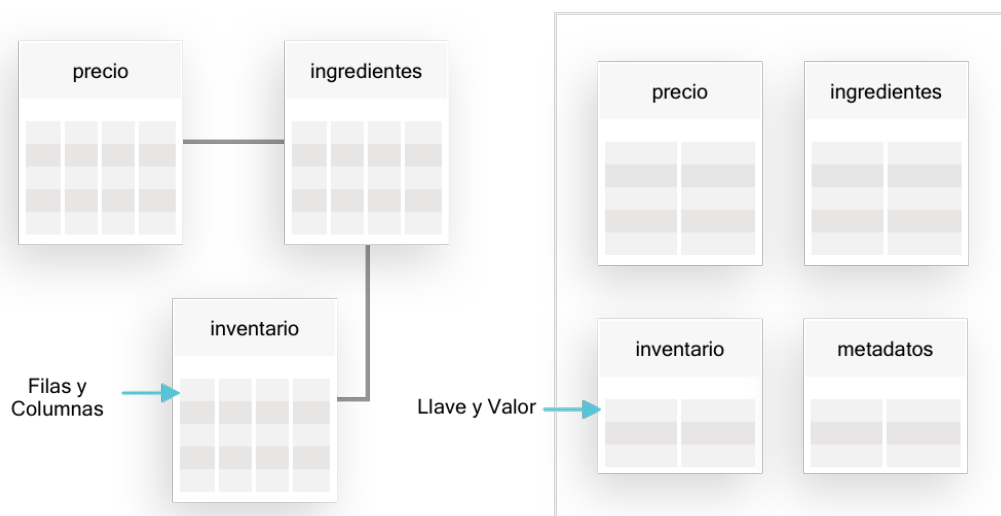 precio
ingredientes
inventario
Filas y
Columnas
precio
ingredientes
inventario
metadatos
Llave y Valor